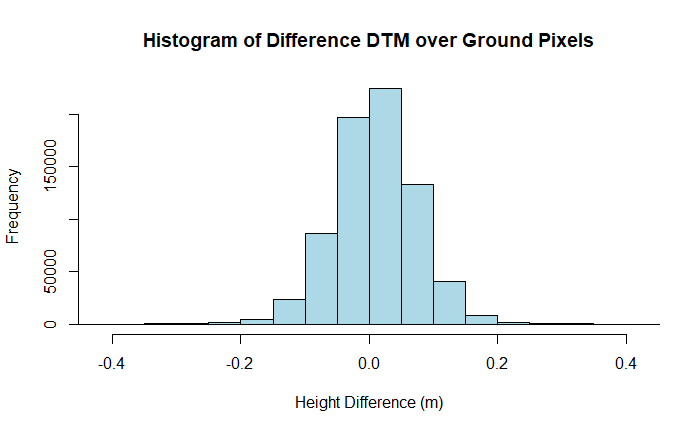 Histogram of Difference DTM over Ground Pixels
Frequency
150000
50000
0
-0.4 -0.2 0.0 0.2 0.4
Height Difference (m)